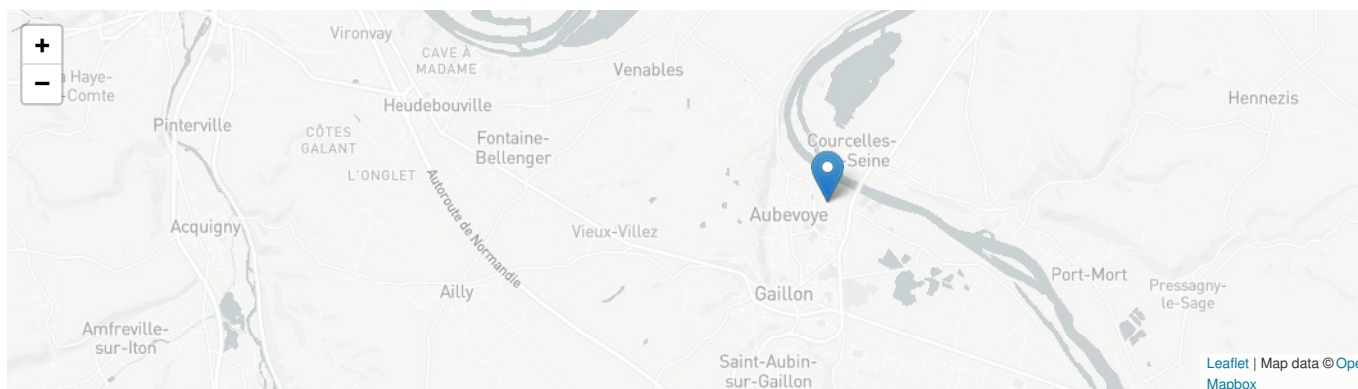 +
−
Vironvay
CAVE À
MADAME
Venables
Haye-
-Comte
Heudebouville
Hennezis
Pinterville
CÔTES
GALANT
Fontaine-
Bellenger
Courcelles-
-Seine
L'ONGLET
Autoroute de Normandie
Aubevoye
Acquigny
Vieux-Villez
Ailly
Gaillon
Port-Mort
Pressagny-
le-Sage
Amfreville-
sur-Iton
Saint-Aubin-
sur-Gaillon
Leaflet | Map data © Ope
Mapbox